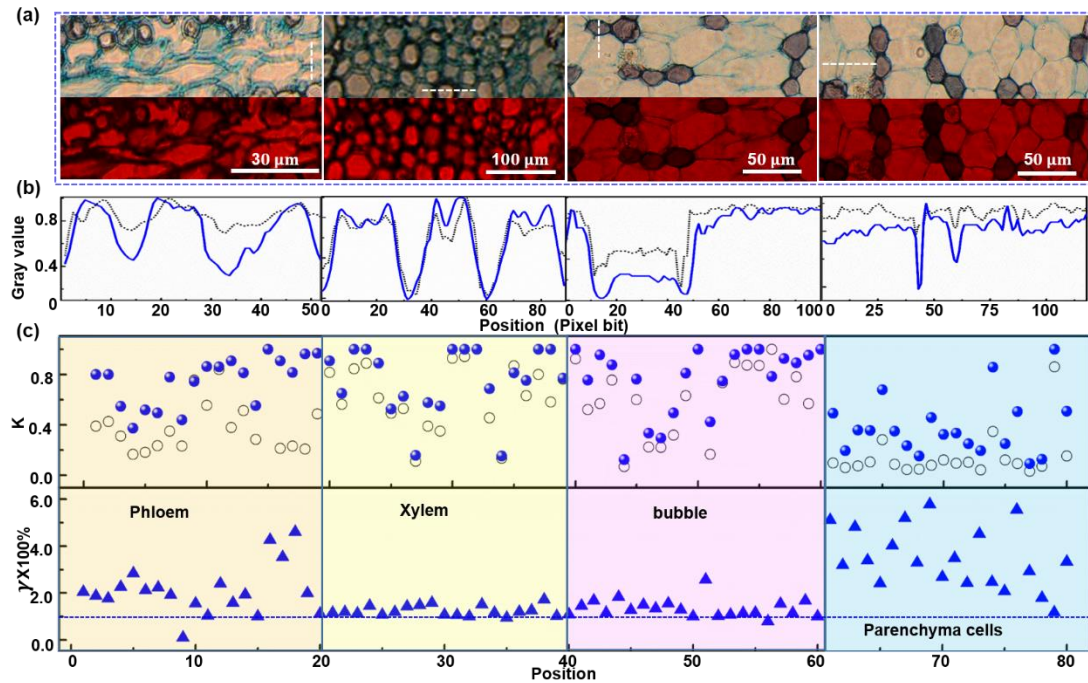 (a)
30 μm
100 μm
50 μm
50 μm
(b)
Gray value
0.8
0.4
0
0 10 20 30 40 50
0 20 40 60 80
0 20 40 60 80 100
0 25 50 75 100
Position (Pixel bit)
(c)
K
0.8
0.4
0.0
γX100%
6.0
4.0
2.0
0.0
Phloem
Xylem
bubble
Parenchyma cells
0 10 20 30 40 50 60 70 80
Position